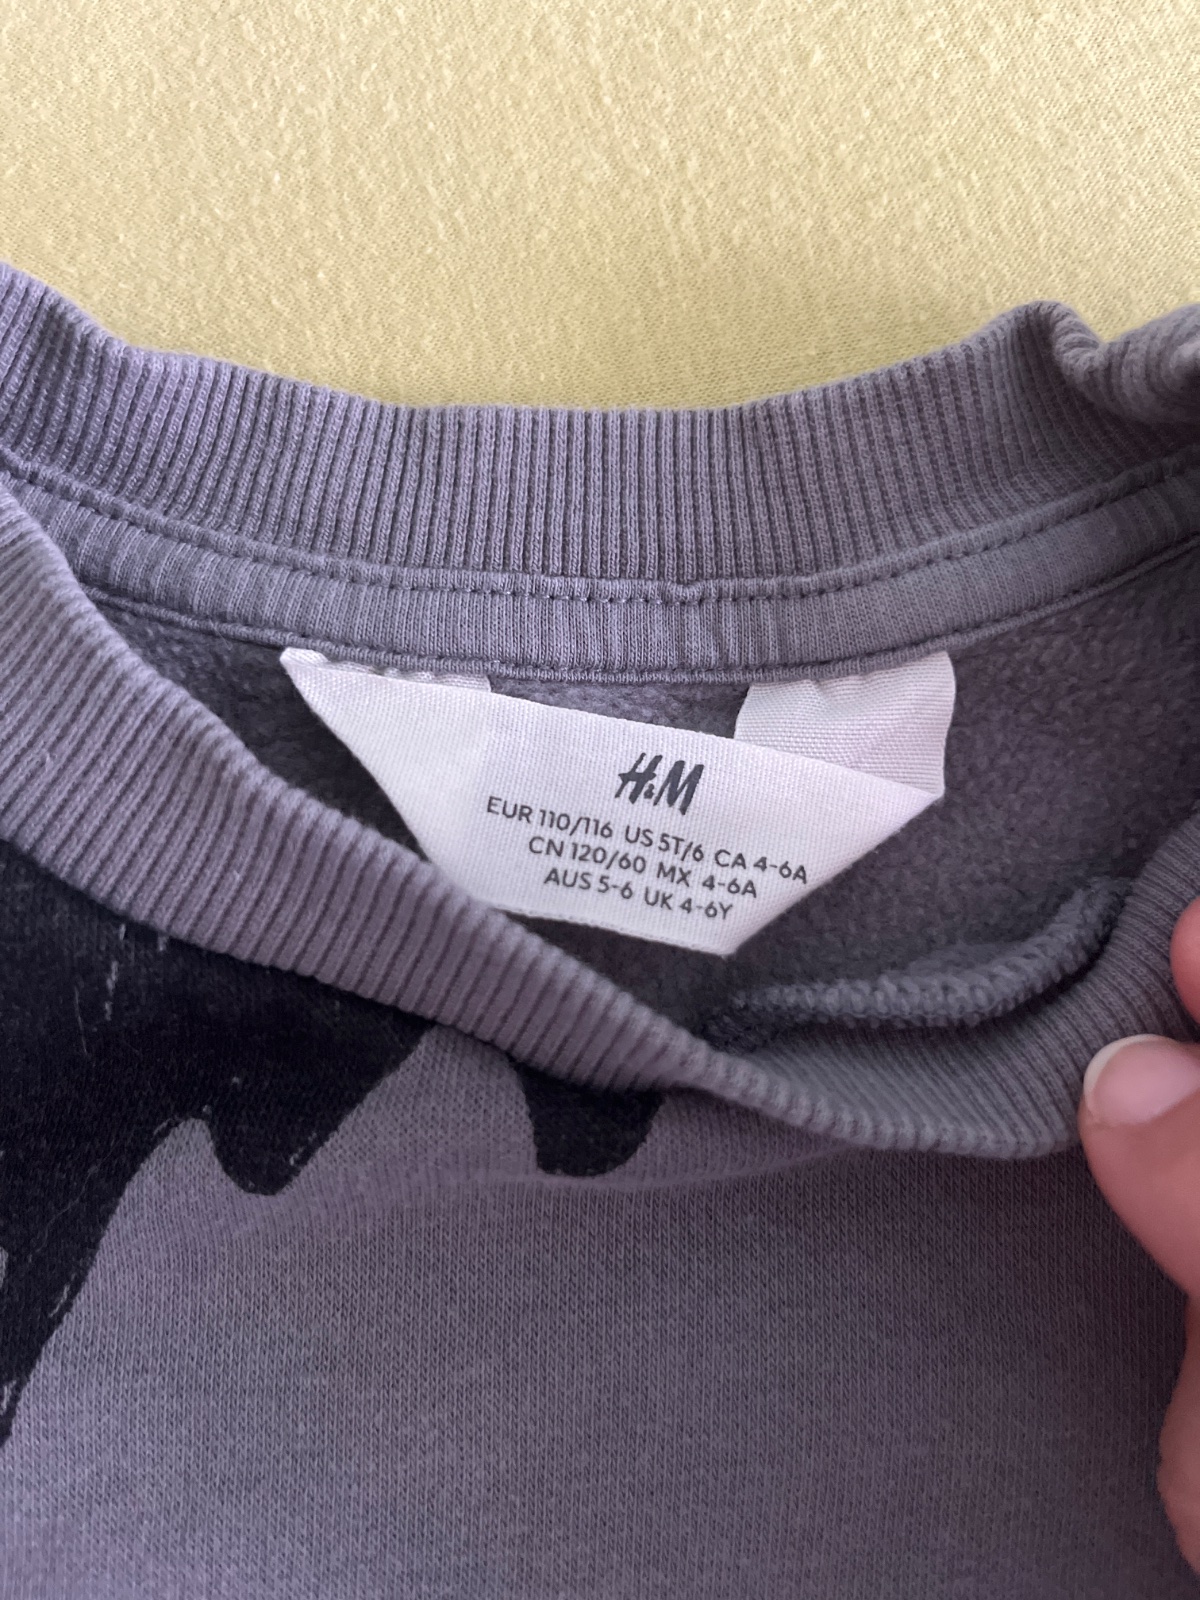 H&M
EUR 110/116 US 5T/6 CA 4-6A
CN 120/60 MX 4-6A
AUS 5-6 UK 4-6Y